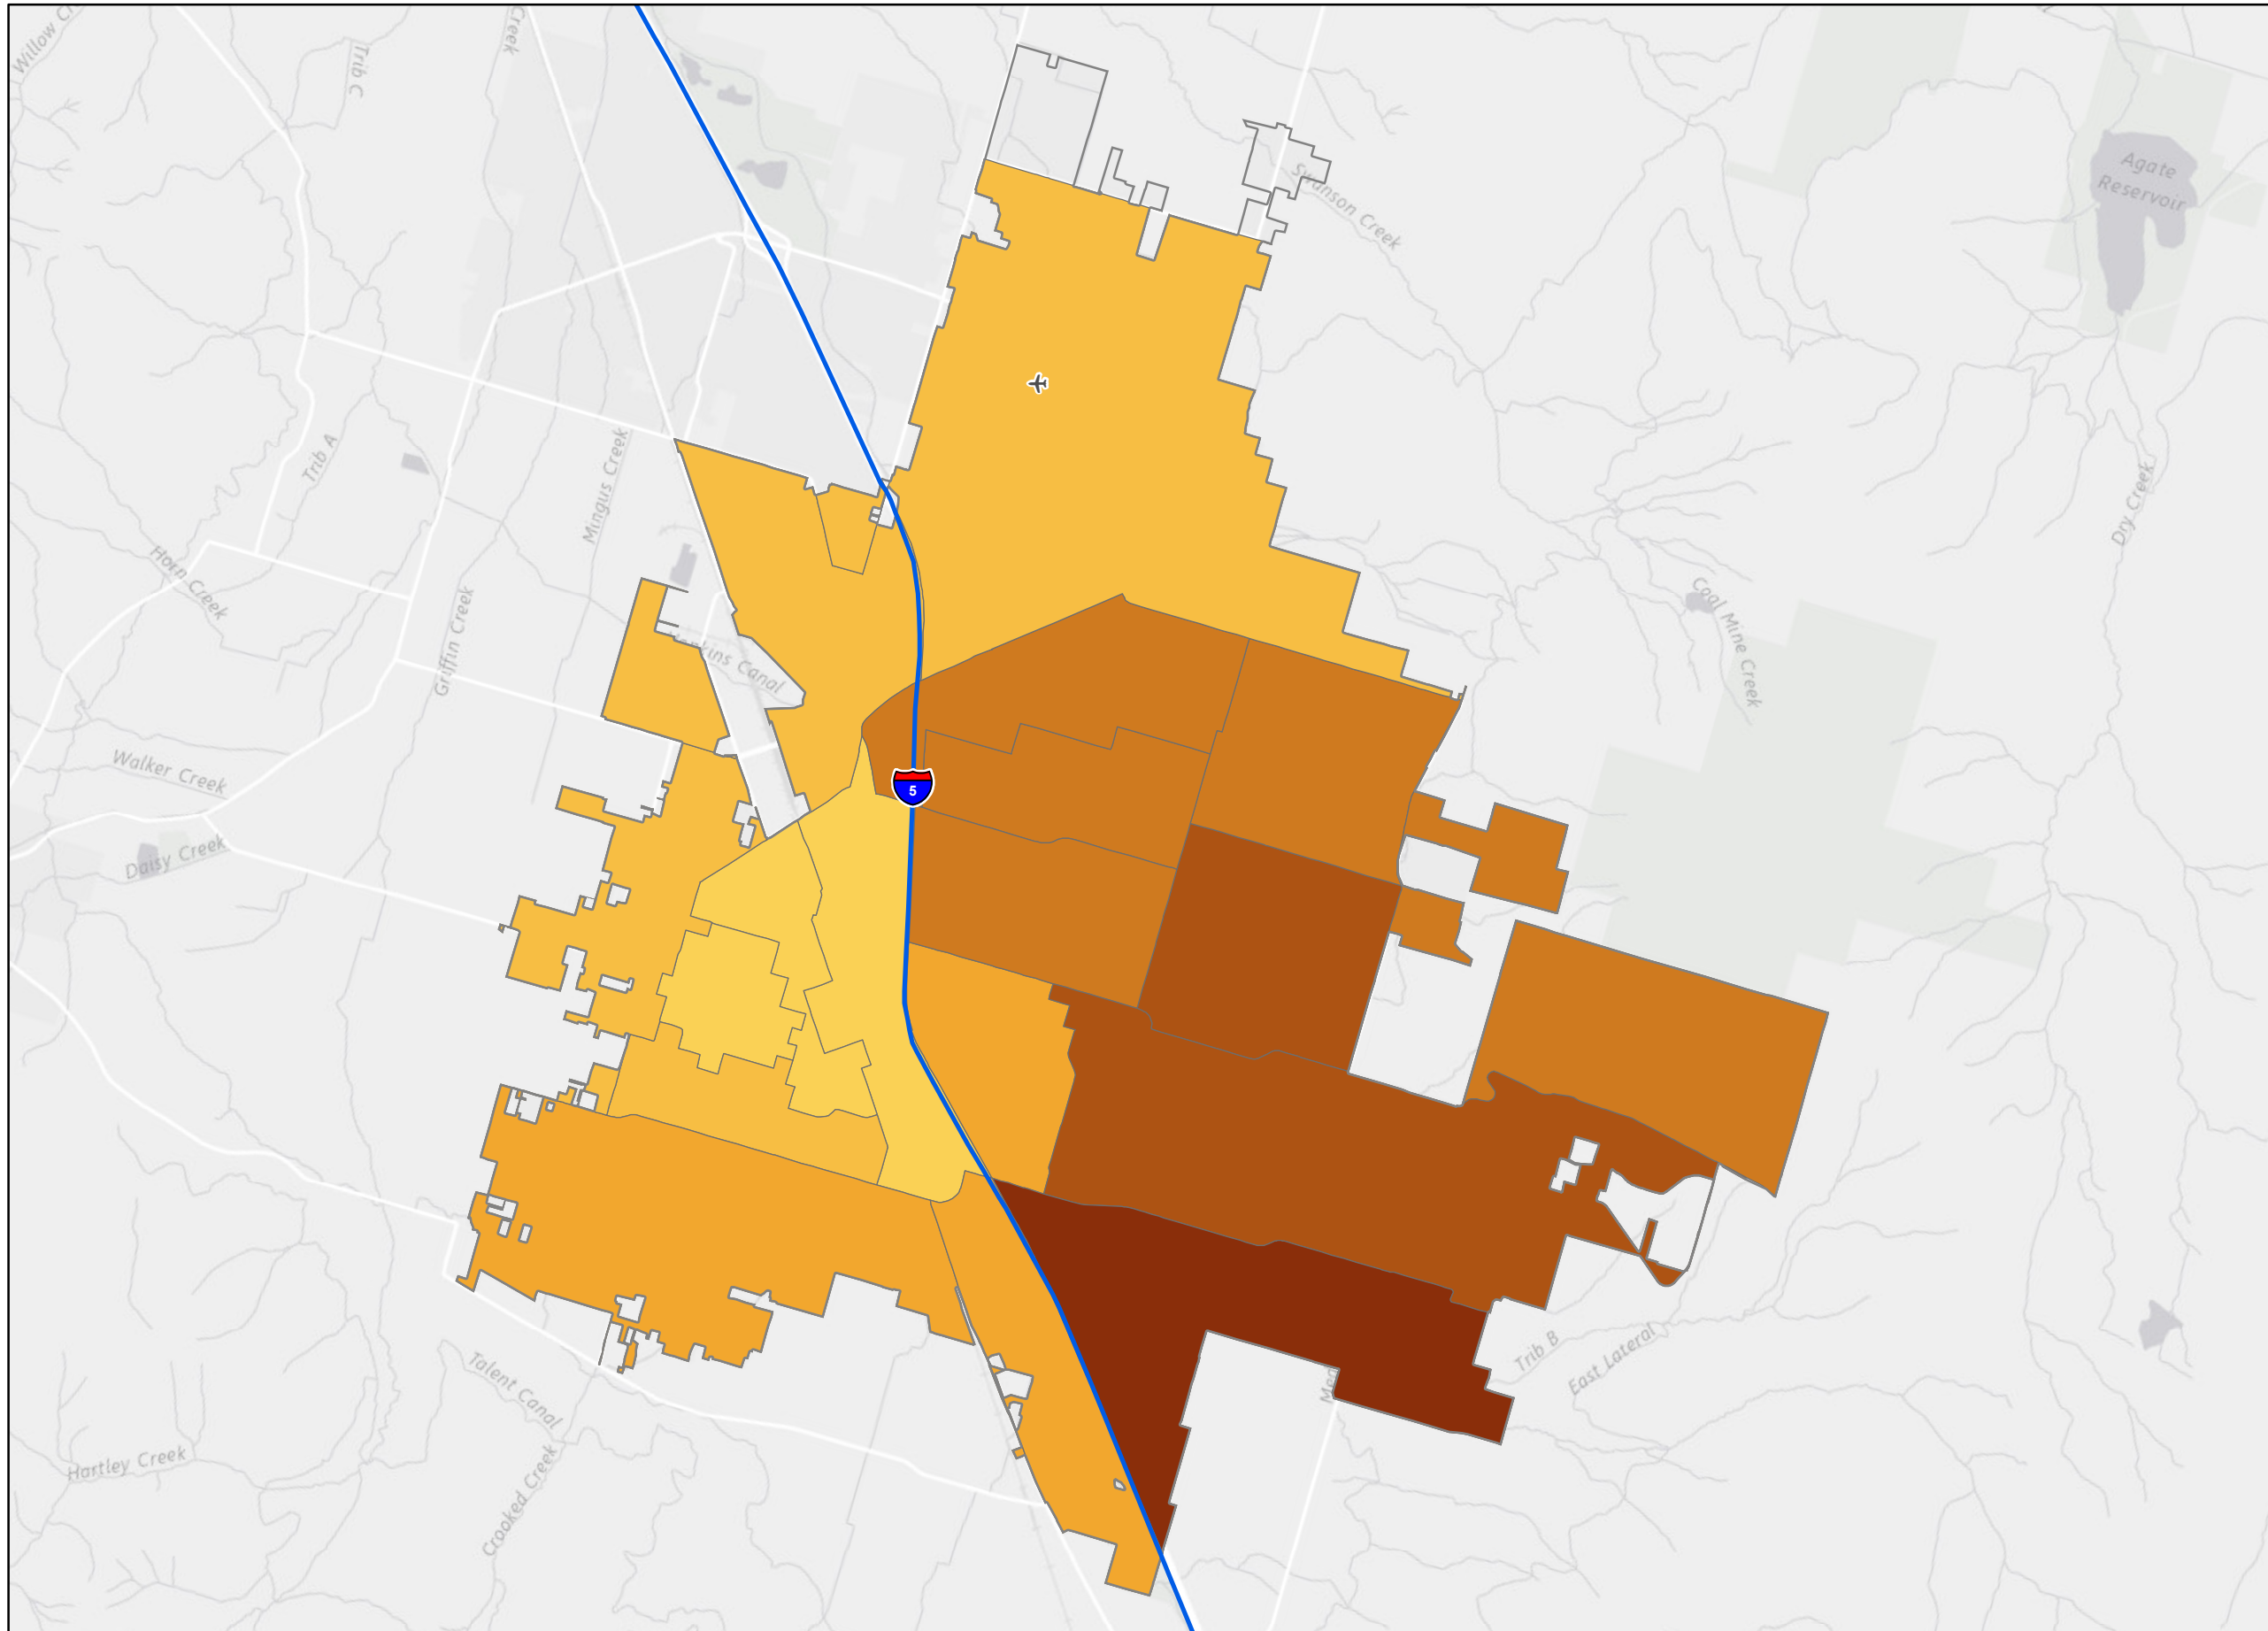 Willow Cr
Trib C
Creek
Agate
Reservoir
Swanson Creek
Trib A
Mingus Creek
Dry Creek
Horn Creek
Griffin Creek
Coal Mine Creek
Canal
Walker Creek
5
Daisy Creek
Trib B
East Lateral
Talent Canal
Hartley Creek
Crooked Creek